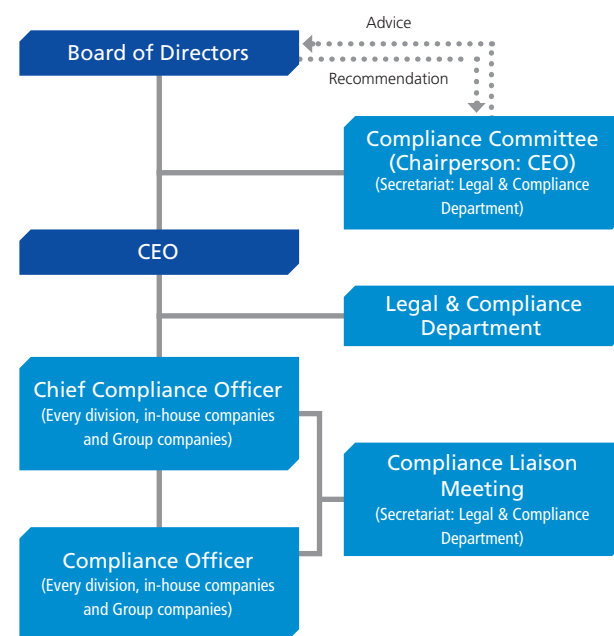 Advice
Board of Directors
Recommendation
Compliance Committee
(Chairperson: CEO)
(Secretariat: Legal & Compliance
Department)
CEO
Legal & Compliance
Department
Chief Compliance Officer
(Every division, in-house companies
and Group companies)
Compliance Liaison
Meeting
(Secretariat: Legal & Compliance
Department)
Compliance Officer
(Every division, in-house companies
and Group companies)